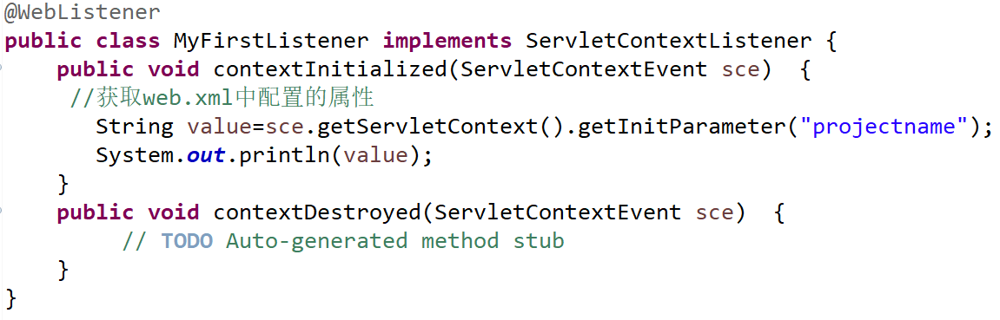 @WebListener
public class MyFirstListener implements ServletContextListener {
public void contextInitialized(ServletContextEvent sce)  {
//获取web.xml中配置的属性
String value=sce.getServletContext().getInitParameter("projectname");
System.out.println(value);
}
public void contextDestroyed(ServletContextEvent sce)  {
// TODO Auto-generated method stub
}
}